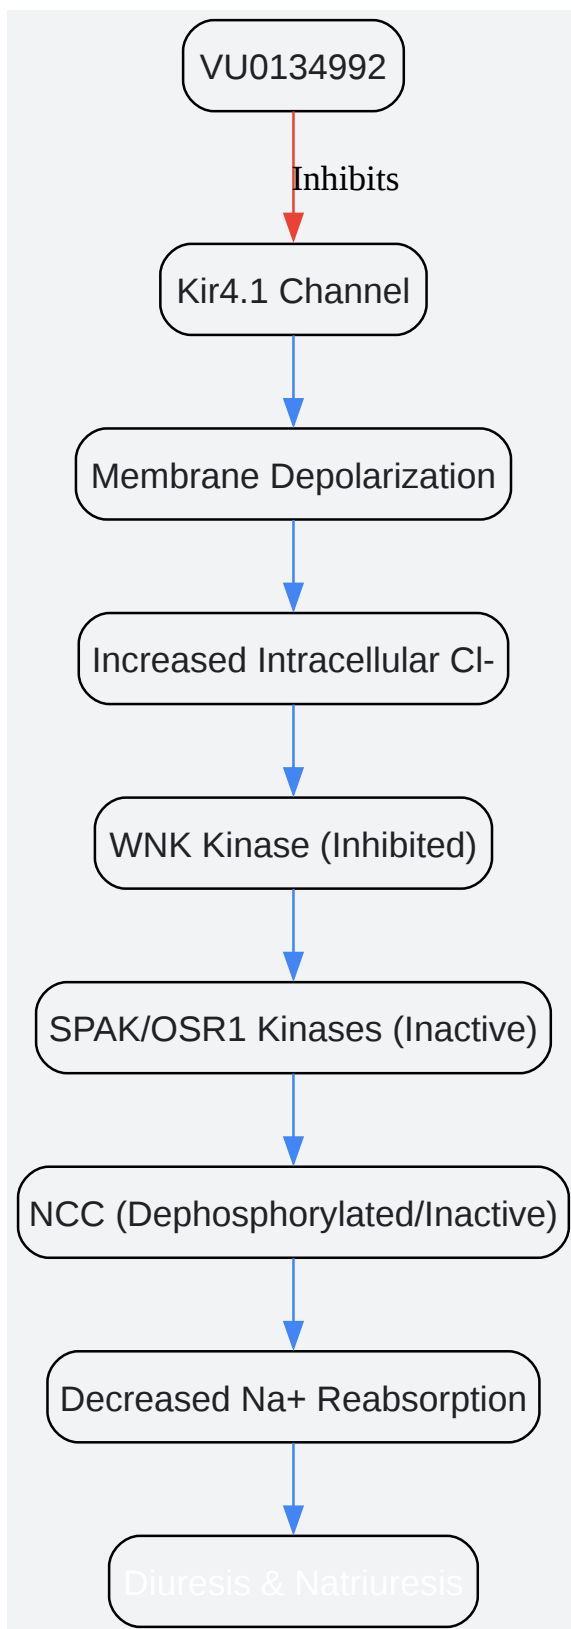 VU0134992
Inhibits
Kir4.1 Channel
Membrane Depolarization
Increased Intracellular Cl-
WNK Kinase (Inhibited)
SPAK/OSR1 Kinases (Inactive)
NCC (Dephosphorylated/Inactive)
Decreased Na+ Reabsorption
Diuresis & Natriuresis